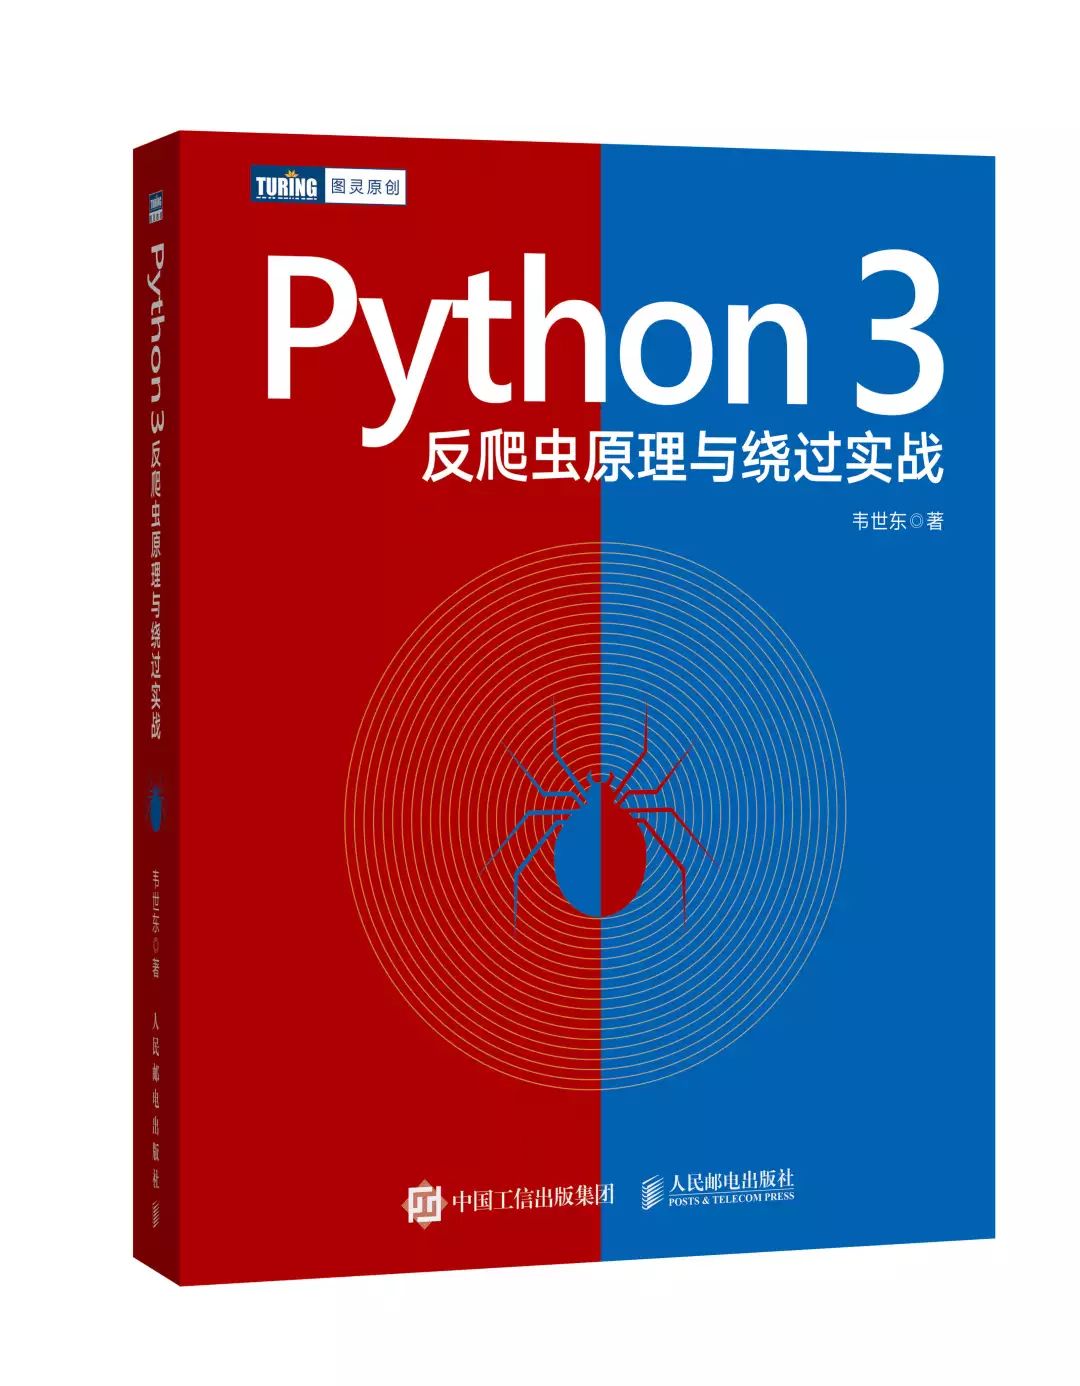 TURING 图灵原创
Python 3
反爬虫原理与绕过实战
韦世东◎著
中国工信出版集团
人民邮电出版社
POSTS & TELECOM PRESS
TURING
Python 3反爬虫原理与绕过实战
韦世东◎著
人民邮电出版社